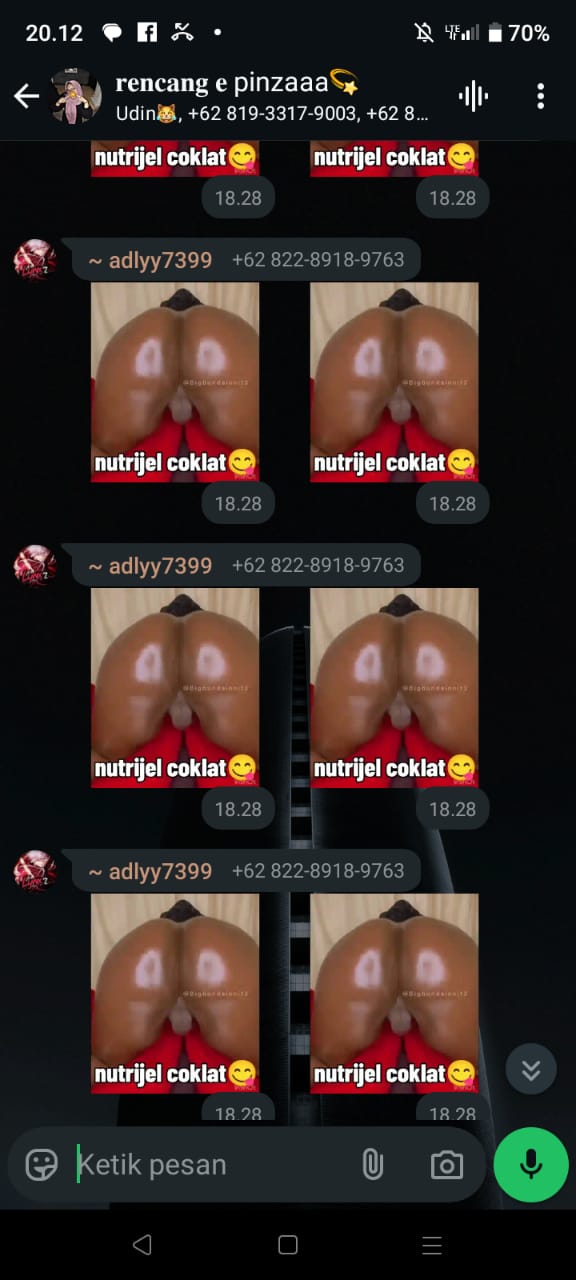 20.12
LTE
70%
rencang e pinzaaa
Udin, +62 819-3317-9003, +62 8...
nutrijel coklat nutrijel coklat
18.28 18.28
~ adlyy7399 +62 822-8918-9763
nutrijel coklat nutrijel coklat
18.28 18.28
~ adlyy7399 +62 822-8918-9763
nutrijel coklat nutrijel coklat
18.28 18.28
~ adlyy7399 +62 822-8918-9763
nutrijel coklat nutrijel coklat
18.28 18.28
Ketik pesan